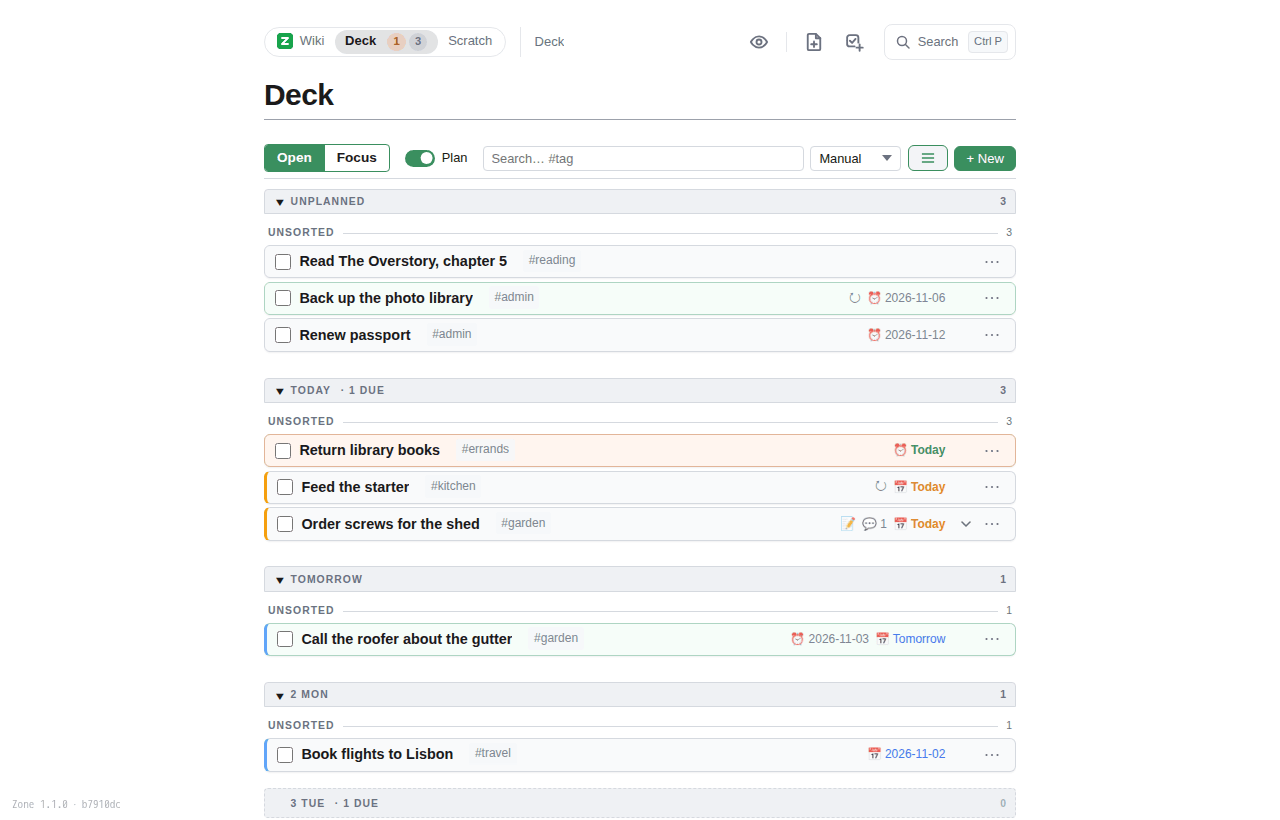 Wiki Deck 1 3 Scratch Deck Search Ctrl P
Deck
Open Focus Plan Search… #tag Manual + New
UNPLANNED 3
UNSORTED 3
Read The Overstory, chapter 5 #reading
Back up the photo library #admin 2026-11-06
Renew passport #admin 2026-11-12
TODAY · 1 DUE 3
UNSORTED 3
Return library books #errands Today
Feed the starter #kitchen Today
Order screws for the shed #garden 1 Today
TOMORROW 1
UNSORTED 1
Call the roofer about the gutter #garden 2026-11-03 Tomorrow
2 MON 1
UNSORTED 1
Book flights to Lisbon #travel 2026-11-02
3 TUE · 1 DUE 0
Zone 1.1.0 · b7910dc